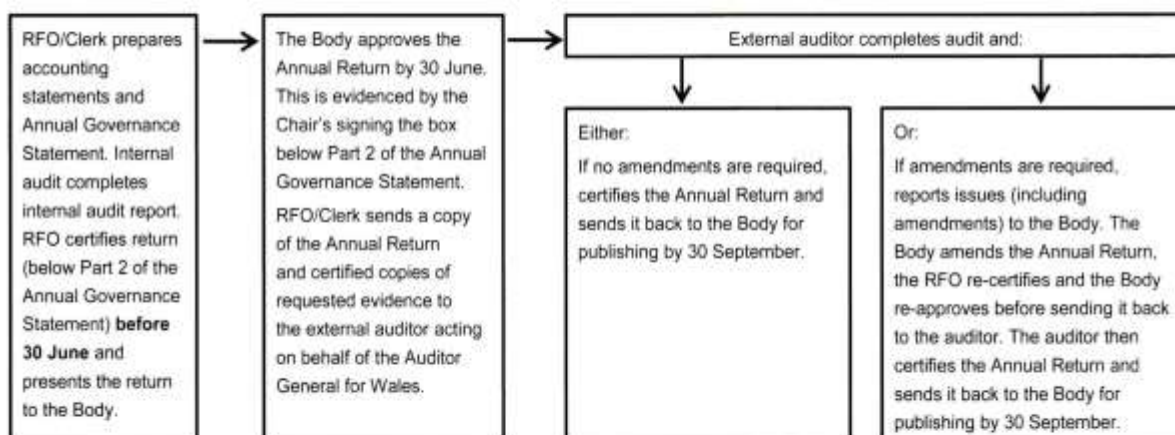 RFO/Clerk prepares
accounting
statements and
Annual Governance
Statement. Internal
audit completes
internal audit report.
RFO certifies return
(below Part 2 of the
Annual Governance
Statement) before
30 June and
presents the return
to the Body.
The Body approves the
Annual Return by 30 June.
This is evidenced by the
Chair's signing the box
below Part 2 of the Annual
Governance Statement.
RFO/Clerk sends a copy
of the Annual Return
and certified copies of
requested evidence to
the external auditor acting
on behalf of the Auditor
General for Wales.
External auditor completes audit and:
Either:
If no amendments are required,
certifies the Annual Return and
sends it back to the Body for
publishing by 30 September.
Or:
If amendments are required,
reports issues (including
amendments) to the Body. The
Body amends the Annual Return,
the RFO re-certifies and the Body
re-approves before sending it back
to the auditor. The auditor then
certifies the Annual Return and
sends it back to the Body for
publishing by 30 September.